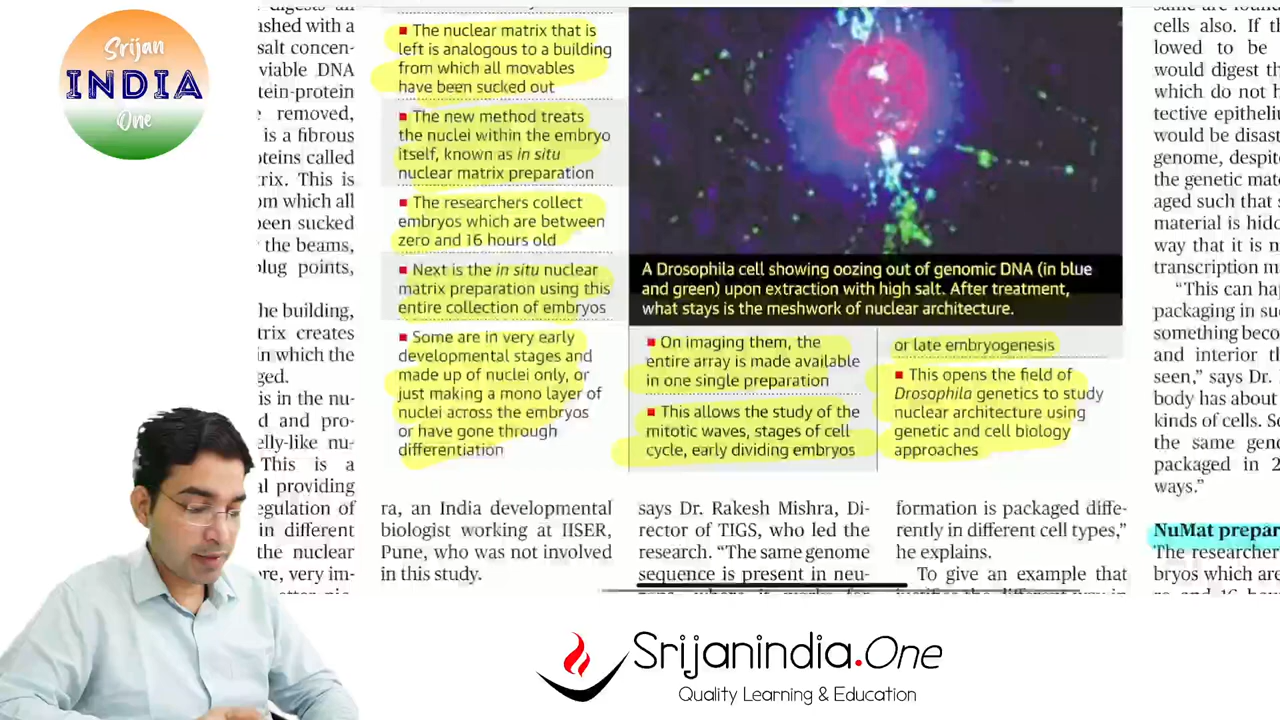 Srijan
INDIA
One
ashed with a
salt concen-
viable DNA
tein-protein
removed,
is a fibrous
oteins called
rix. This is
om which all
been sucked
the beams,
plug points,
he building,
trix creates
in which the
ged.
is in the nu-
d and pro-
elly-like nu-
This is a
al providing
egulation of
in different
the nuclear
ere, very im-
The nuclear matrix that is
left is analogous to a building
from which all movables
have been sucked out
The new method treats
the nuclei within the embryo
itself, known as in situ
nuclear matrix preparation
The researchers collect
embryos which are between
zero and 16 hours old
Next is the in situ nuclear
matrix preparation using this
entire collection of embryos
Some are in very early
developmental stages and
made up of nuclei only, or
just making a mono layer of
nuclei across the embryos
or have gone through
differentiation
A Drosophila cell showing oozing out of genomic DNA (in blue
and green) upon extraction with high salt. After treatment,
what stays is the meshwork of nuclear architecture.
On imaging them, the
entire array is made available
in one single preparation
This allows the study of the
mitotic waves, stages of cell
cycle, early dividing embryos
or late embryogenesis
This opens the field of
Drosophila genetics to study
nuclear architecture using
genetic and cell biology
approaches
ra, an India developmental
biologist working at IISER,
Pune, who was not involved
in this study.
says Dr. Rakesh Mishra, Di-
rector of TIGS, who led the
research. “The same genome
sequence is present in neu-
formation is packaged diffe-
rently in different cell types,”
he explains.
To give an example that
cells also. If th
lowed to be
would digest th
which do not h
tective epitheli
would be disast
genome, despite
the genetic mate
aged such that s
material is hidd
way that it is n
transcription m
“This can hap
packaging in su
something beco
and interior th
seen,” says Dr.
body has about
kinds of cells. So
the same geno
packaged in 2
ways.”
NuMat prepar
The researcher
bryos which are
Srijanindia.One
Quality Learning & Education